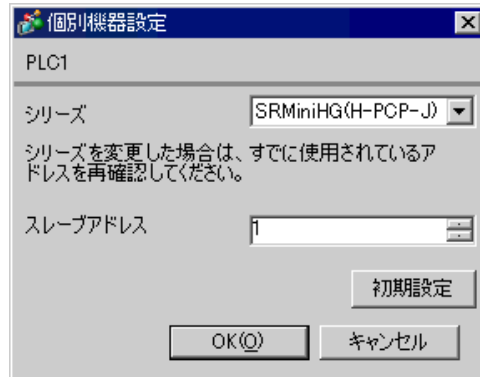 個別機器設定
PLC1
シリーズ
SRMiniHG(H-PCP-J)
シリーズを変更した場合は、すでに使用されているア
ドレスを再確認してください。
スレーブアドレス
1
初期設定
OK(O)
キャンセル